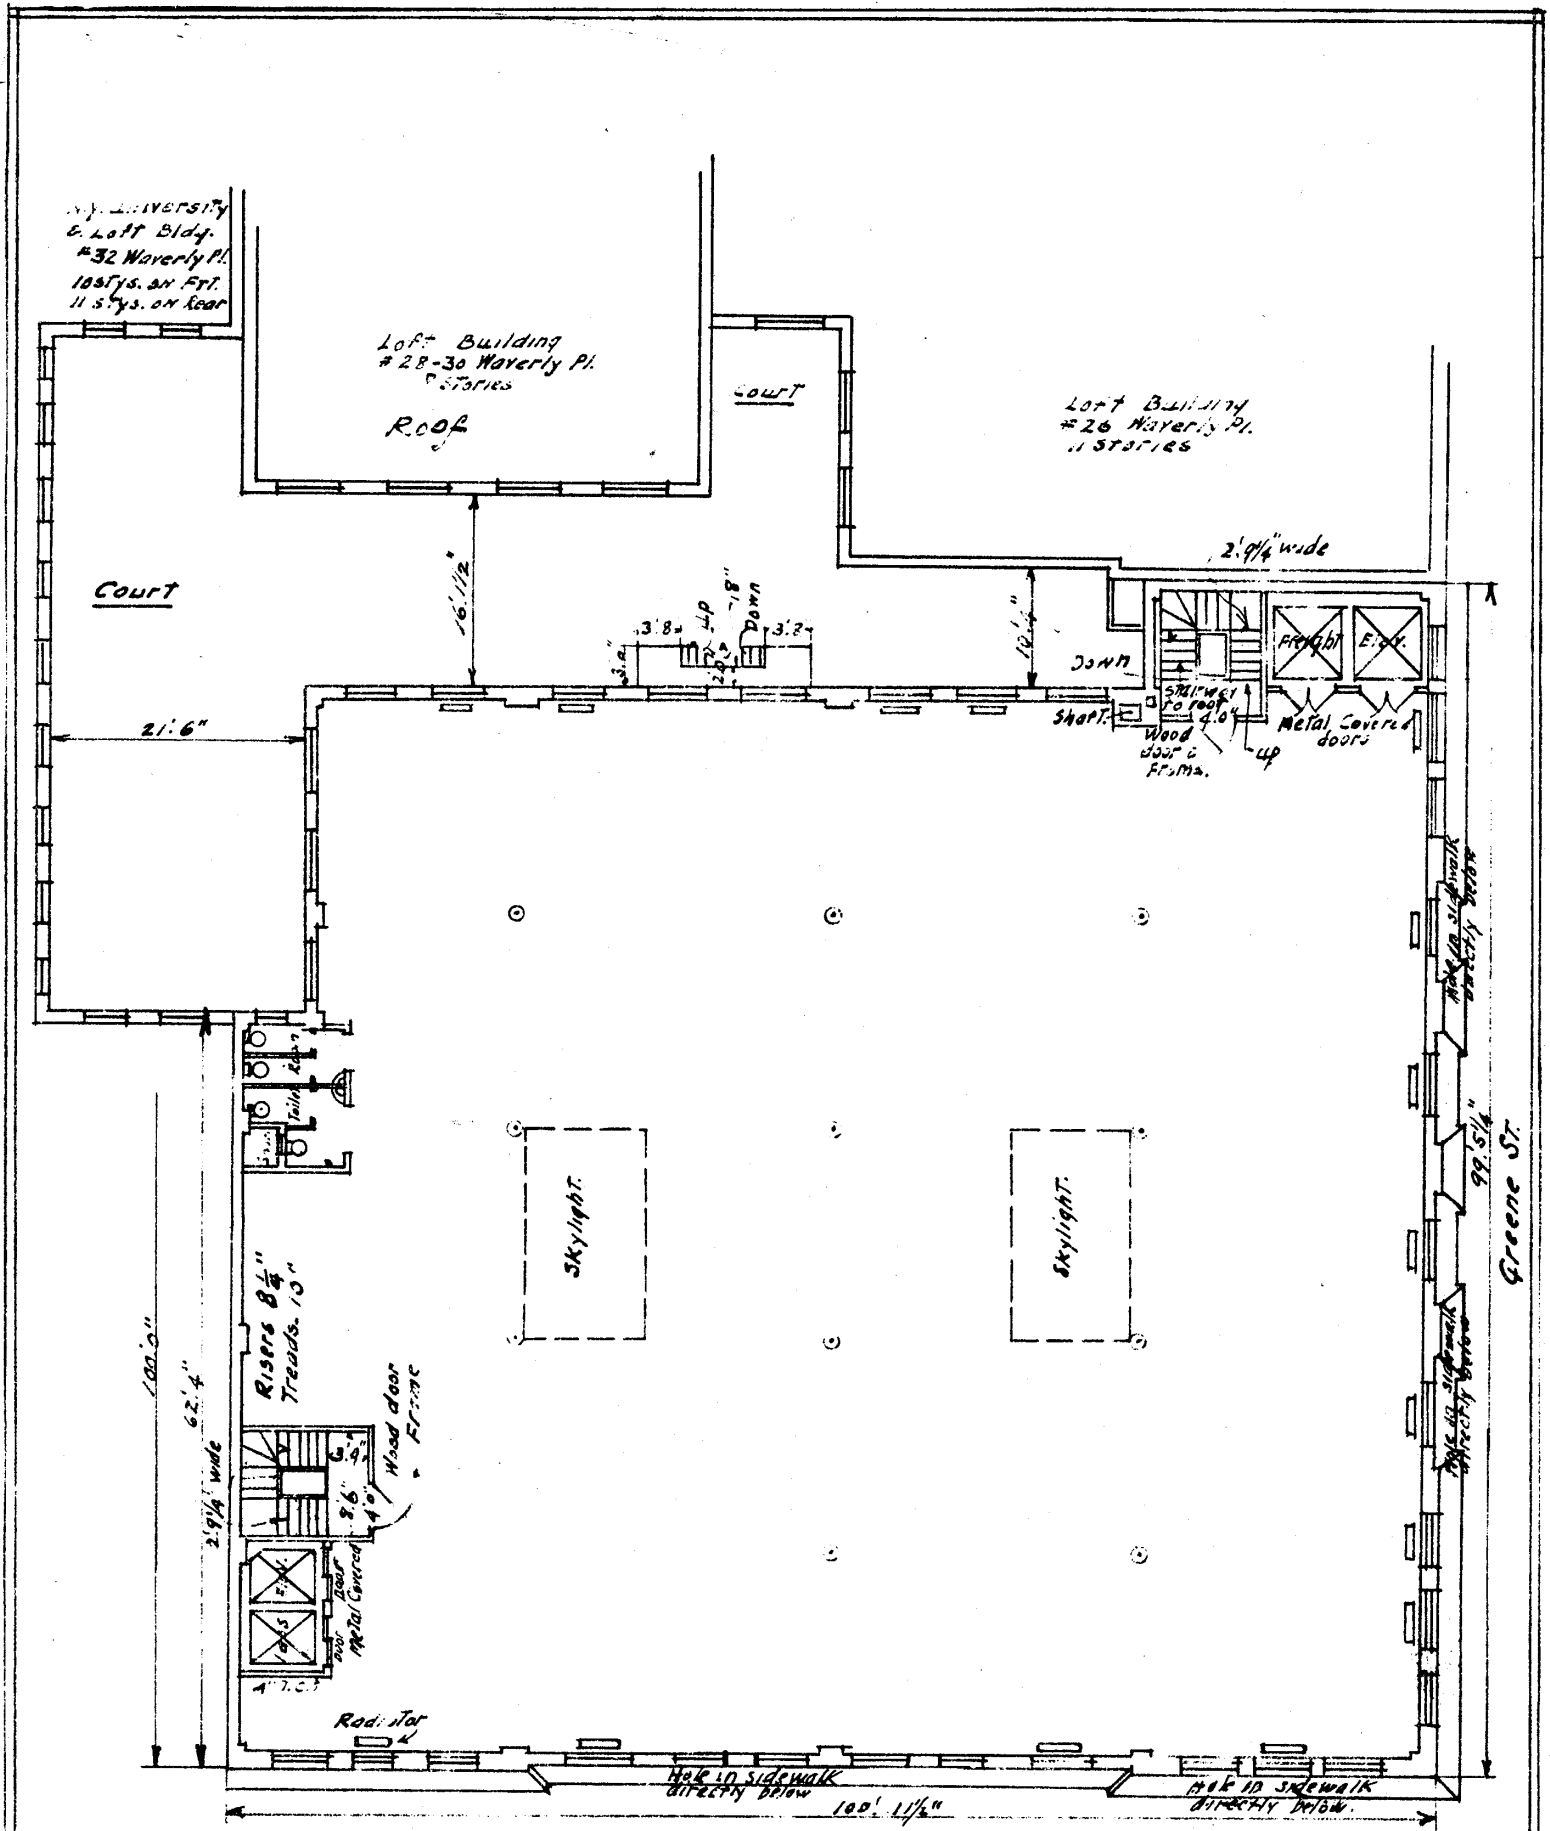 & Loft Bldg.
#32 Waverly Pl.
10 stys. on Frt.
11 stys. on Rear
Loft Building
#28-30 Waverly Pl.
Stories
Roof
Court
Loft Building
#26 Waverly Pl.
11 Stories
2'.9 1/4" wide
Court
16'.1 1/2"
3'.8
up
Down
21'.6"
Down
Freight
Elev.
Shaft.
stairway
to roof
4'.0"
Wood
door &
Frame.
up
Metal Covered
doors
Hole in sidewalk
directly below
Toilet Room
Skylight.
Skylight.
99'.5 1/4"
Greene St.
Risers 8 1/4"
Treads. 10"
100'.0"
62'.4"
2'9 1/4" wide
Wood door
& Frame
3'.9"
8'.6"
4'.0"
Hole in sidewalk
directly below
Elev.
Door
Metal Covered
Door
Radiator
Hole in sidewalk
directly below
Hole in sidewalk
directly below.
100'. 11 1/2"